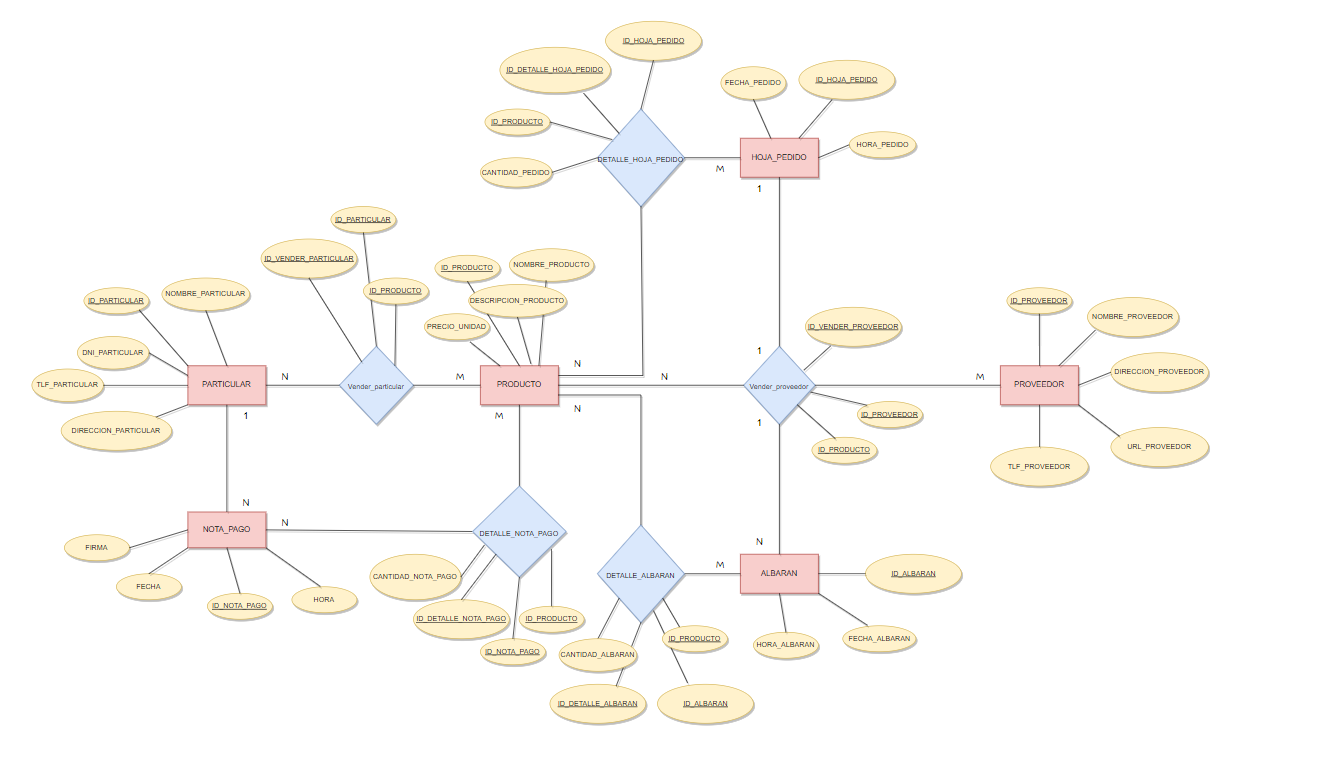 ID_HOJA_PEDIDO
ID_DETALLE_HOJA_PEDIDO
FECHA_PEDIDO
ID_HOJA_PEDIDO
ID_PRODUCTO
HORA_PEDIDO
DETALLE_HOJA_PEDIDO
HOJA_PEDIDO
M
CANTIDAD_PEDIDO
1
ID_PARTICULAR
ID_VENDER_PARTICULAR
ID_PRODUCTO
NOMBRE_PRODUCTO
ID_PRODUCTO
DESCRIPCION_PRODUCTO
ID_PARTICULAR
NOMBRE_PARTICULAR
PRECIO_UNIDAD
ID_VENDER_PROVEEDOR
ID_PROVEEDOR
NOMBRE_PROVEEDOR
DNI_PARTICULAR
1
N
DIRECCION_PROVEEDOR
TLF_PARTICULAR
PARTICULAR
N
Vender_particular
M
PRODUCTO
N
Vender_proveedor
M
PROVEEDOR
1
M
N
ID_PROVEEDOR
1
DIRECCION_PARTICULAR
ID_PRODUCTO
URL_PROVEEDOR
TLF_PROVEEDOR
N
N
NOTA_PAGO
DETALLE_NOTA_PAGO
N
FIRMA
M
CANTIDAD_NOTA_PAGO
DETALLE_ALBARAN
ALBARAN
ID_ALBARAN
FECHA
ID_NOTA_PAGO
HORA
ID_DETALLE_NOTA_PAGO
ID_PRODUCTO
ID_NOTA_PAGO
CANTIDAD_ALBARAN
ID_PRODUCTO
HORA_ALBARAN
FECHA_ALBARAN
ID_DETALLE_ALBARAN
ID_ALBARAN